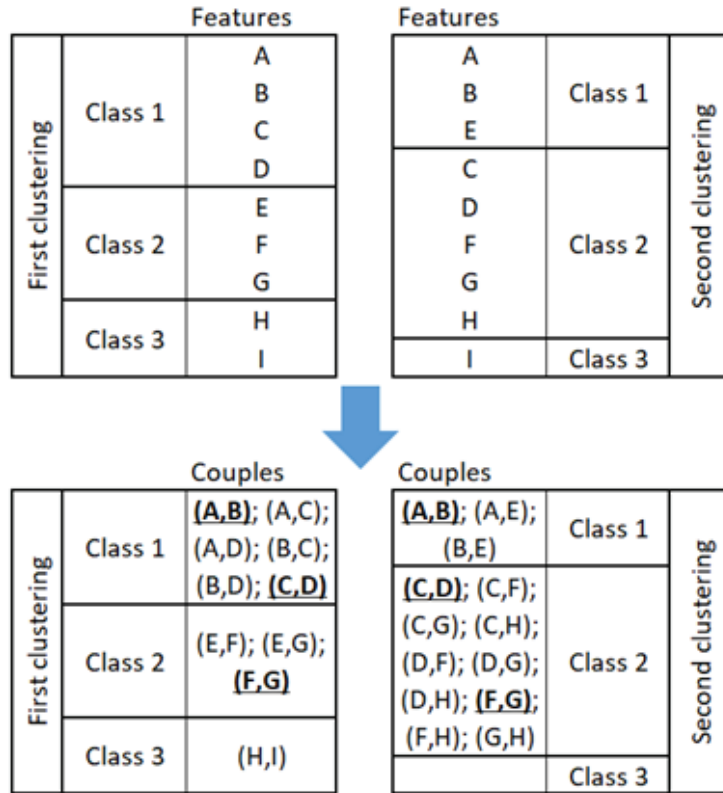 Features
First clustering
Class 1
A
B
C
D
Class 2
E
F
G
Class 3
H
I
Features
A
B
E
Class 1
C
D
F
G
H
Class 2
I
Class 3
Second clustering
Couples
First clustering
Class 1
(A,B); (A,C);
(A,D); (B,C);
(B,D); (C,D)
Class 2
(E,F); (E,G);
(F,G)
Class 3
(H,I)
Couples
(A,B); (A,E);
(B,E)
Class 1
(C,D); (C,F);
(C,G); (C,H);
(D,F); (D,G);
(D,H); (F,G);
(F,H); (G,H)
Class 2
Class 3
Second clustering